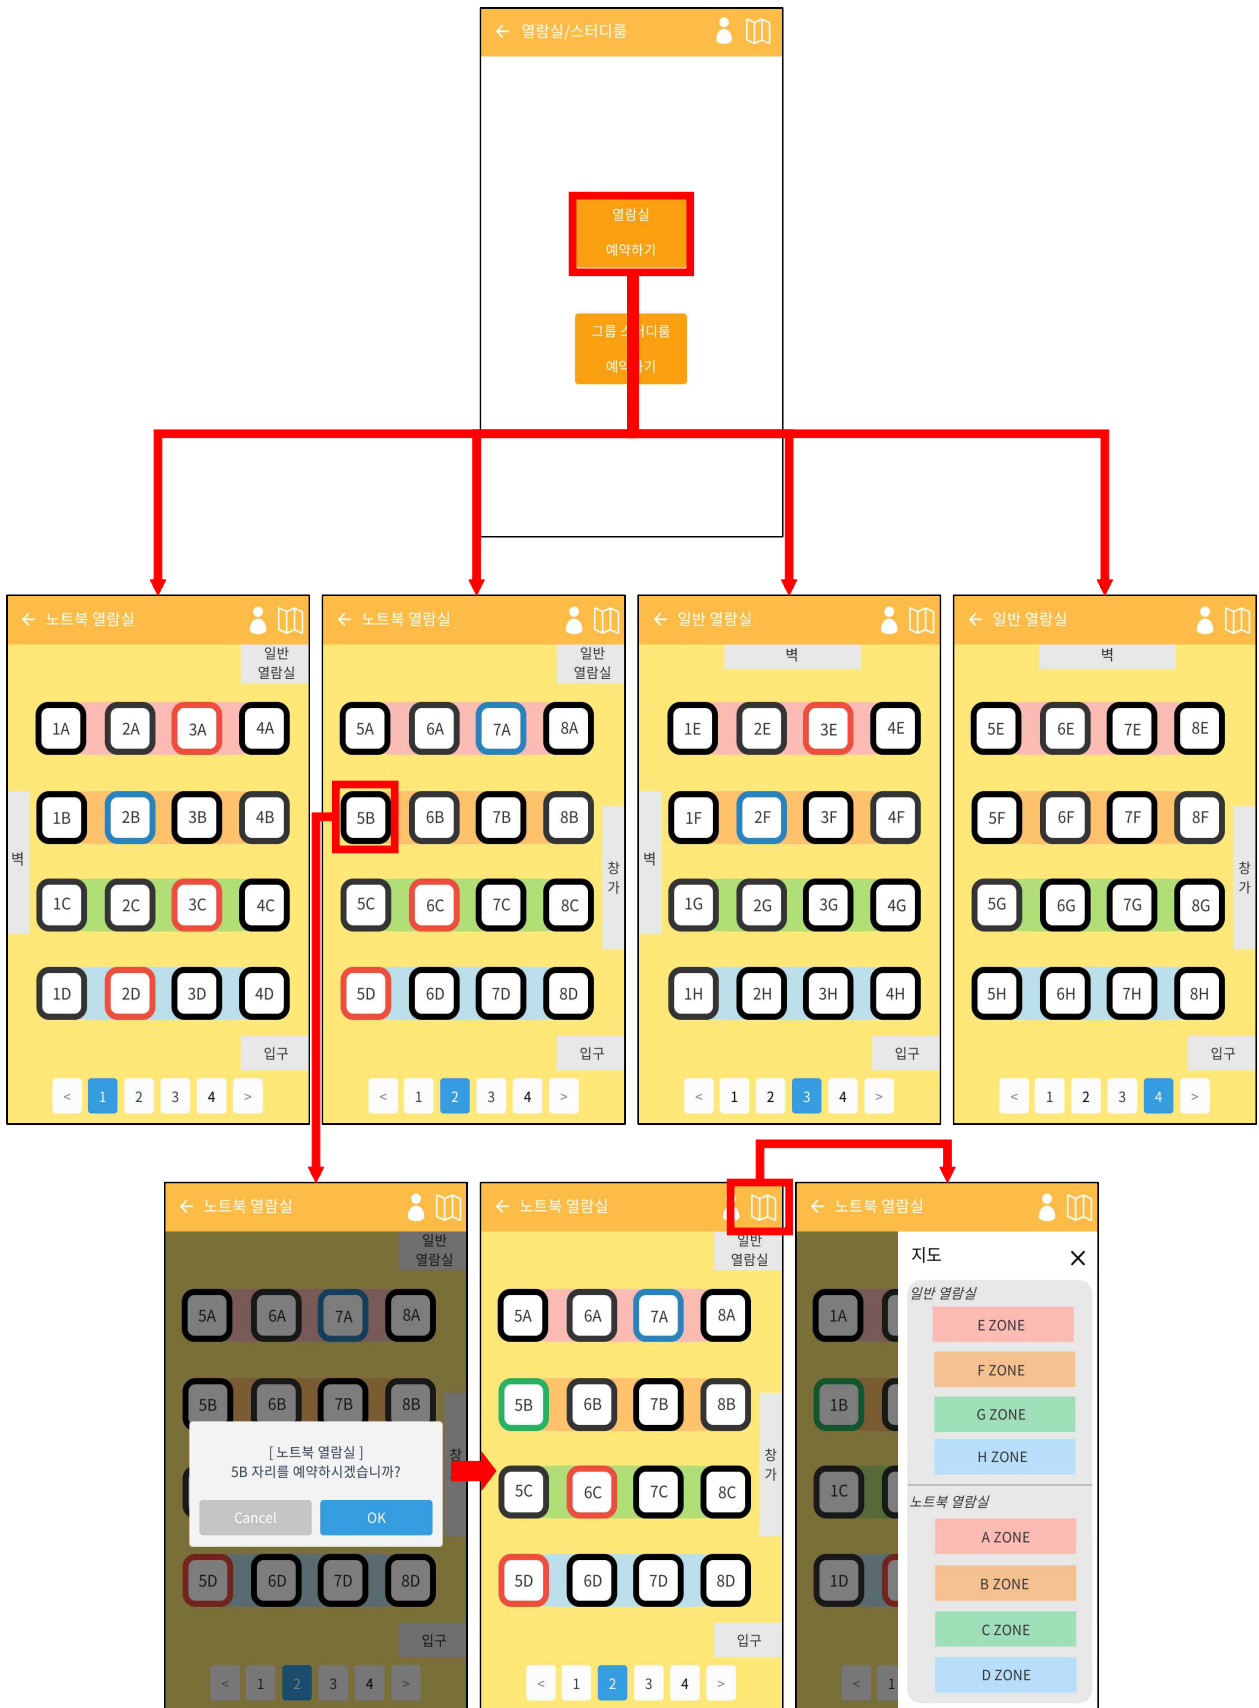 열람실/스터디룸
열람실
예약하기
그룹 스터디룸
예약하기
노트북 열람실
일반
열람실
1A 2A 3A 4A
1B 2B 3B 4B
벽
1C 2C 3C 4C
1D 2D 3D 4D
입구
< 1 2 3 4 >
노트북 열람실
일반
열람실
5A 6A 7A 8A
5B 6B 7B 8B
창
가
5C 6C 7C 8C
5D 6D 7D 8D
입구
< 1 2 3 4 >
일반 열람실
벽
1E 2E 3E 4E
1F 2F 3F 4F
벽
1G 2G 3G 4G
1H 2H 3H 4H
입구
< 1 2 3 4 >
일반 열람실
벽
5E 6E 7E 8E
5F 6F 7F 8F
창
가
5G 6G 7G 8G
5H 6H 7H 8H
입구
< 1 2 3 4 >
노트북 열람실
일반
열람실
5A 6A 7A 8A
5B 6B 7B 8B
창
[ 노트북 열람실 ]
5B 자리를 예약하시겠습니까?
Cancel OK
5D 6D 7D 8D
입구
< 1 2 3 4 >
노트북 열람실
일반
열람실
5A 6A 7A 8A
5B 6B 7B 8B
창
가
5C 6C 7C 8C
5D 6D 7D 8D
입구
< 1 2 3 4 >
노트북 열람실
1A
1B
1C
1D
< 1
지도
일반 열람실
E ZONE
F ZONE
G ZONE
H ZONE
노트북 열람실
A ZONE
B ZONE
C ZONE
D ZONE